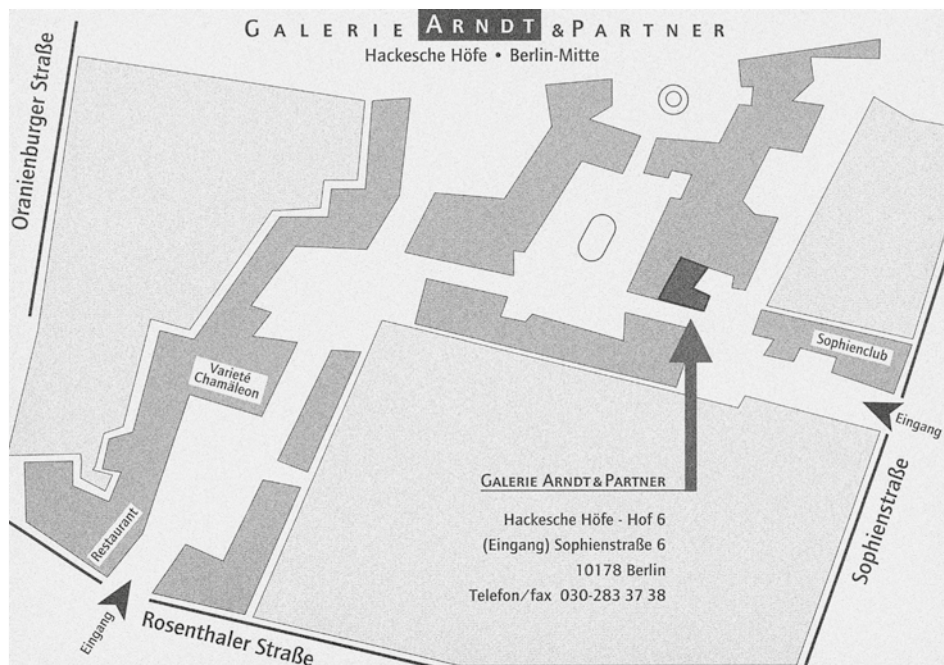 GALERIE ARNDT & PARTNER
Hackesche Höfe • Berlin-Mitte
Oranienburger Straße
Sophienclub
Varieté
Chamäleon
Eingang
GALERIE ARNDT & PARTNER
Restaurant
Hackesche Höfe - Hof 6
(Eingang) Sophienstraße 6
10178 Berlin
Telefon/fax 030-283 37 38
Sophienstraße
Eingang
Rosenthaler Straße